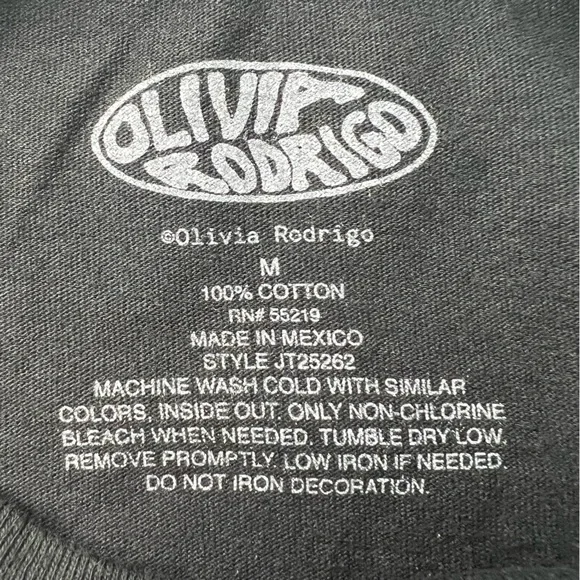 OLIVIA
RODRIGO
©Olivia Rodrigo
M
100% COTTON
RN# 55219
MADE IN MEXICO
STYLE JT25262
MACHINE WASH COLD WITH SIMILAR
COLORS, INSIDE OUT. ONLY NON-CHLORINE
BLEACH WHEN NEEDED. TUMBLE DRY LOW.
REMOVE PROMPTLY. LOW IRON IF NEEDED.
DO NOT IRON DECORATION.